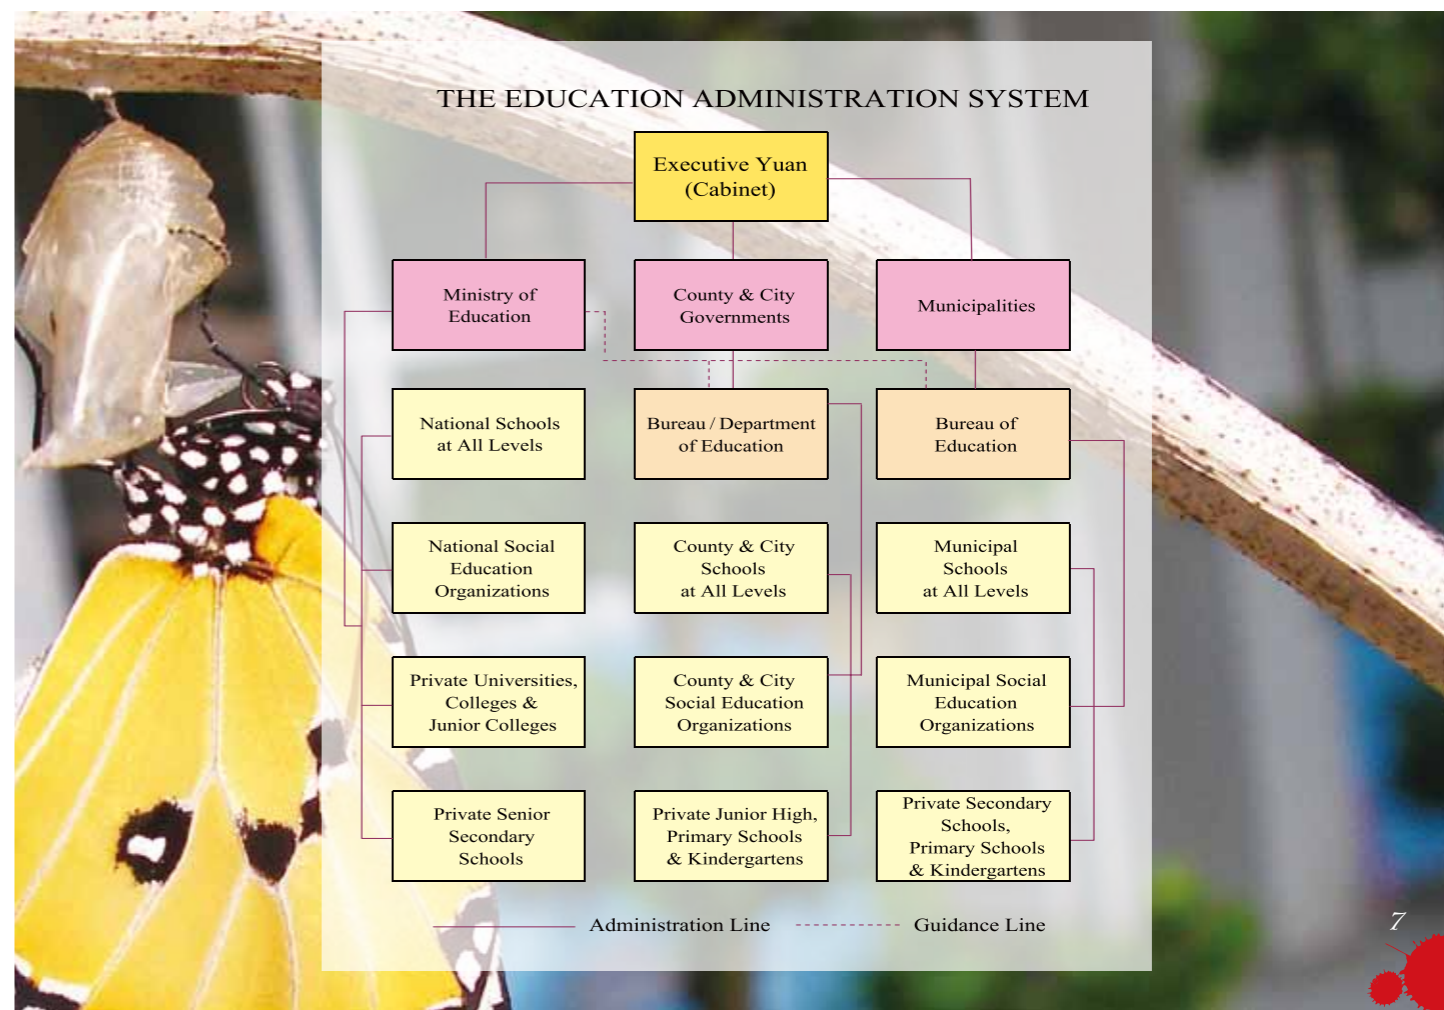 THE EDUCATION ADMINISTRATION SYSTEM
Executive Yuan
(Cabinet)
Ministry of
Education
County & City
Governments
Municipalities
National Schools
at All Levels
Bureau / Department
of Education
Bureau of
Education
National Social
Education
Organizations
County & City
Schools
at All Levels
Municipal
Schools
at All Levels
Private Universities,
Colleges &
Junior Colleges
County & City
Social Education
Organizations
Municipal Social
Education
Organizations
Private Senior
Secondary
Schools
Private Junior High,
Primary Schools
& Kindergartens
Private Secondary
Schools,
Primary Schools
& Kindergartens
Administration Line
Guidance Line
7